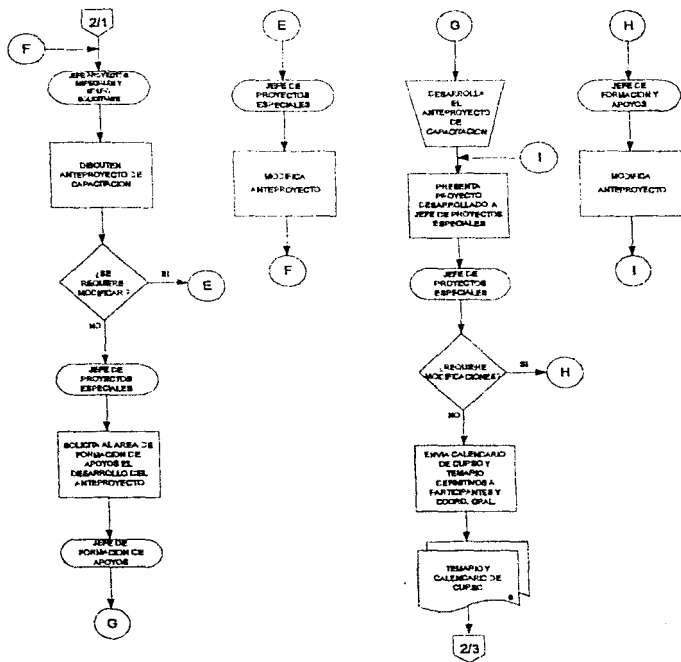 2/1
F
JEFE PROYECTOS
ESPECIALES Y
SOLICITANTE
DISCUTEN
ANTEPROYECTO DE
CAPACITACION
¿SE
REQUIERE
MODIFICAR?
SI
E
NO
JEFE DE
PROYECTOS
ESPECIALES
SOLICITA AL AREA DE
FORMACION DE
APOYOS EL
DESARROLLO DEL
ANTEPROYECTO
JEFE DE
FORMACION DE
APOYOS
G
E
JEFE DE
PROYECTOS
ESPECIALES
MODIFICA
ANTEPROYECTO
F
G
DESARROLLA
EL
ANTEPROYECTO
DE
CAPACITACION
I
PRESENTA
PROYECTO
DESARROLLADO A
JEFE DE PROYECTOS
ESPECIALES
JEFE DE
PROYECTOS
ESPECIALES
¿REQUIERE
MODIFICACIONES?
SI
H
NO
ENVIA CALENDARIO
DE CURSO Y
TEMARIO
DEFINITIVOS A
PARTICIPANTES Y
COORD. GRAL.
TEMARIO Y
CALENDARIO DE
CURSO
2/3
H
JEFE DE
FORMACION Y
APOYOS
MODIFICA
ANTEPROYECTO
I